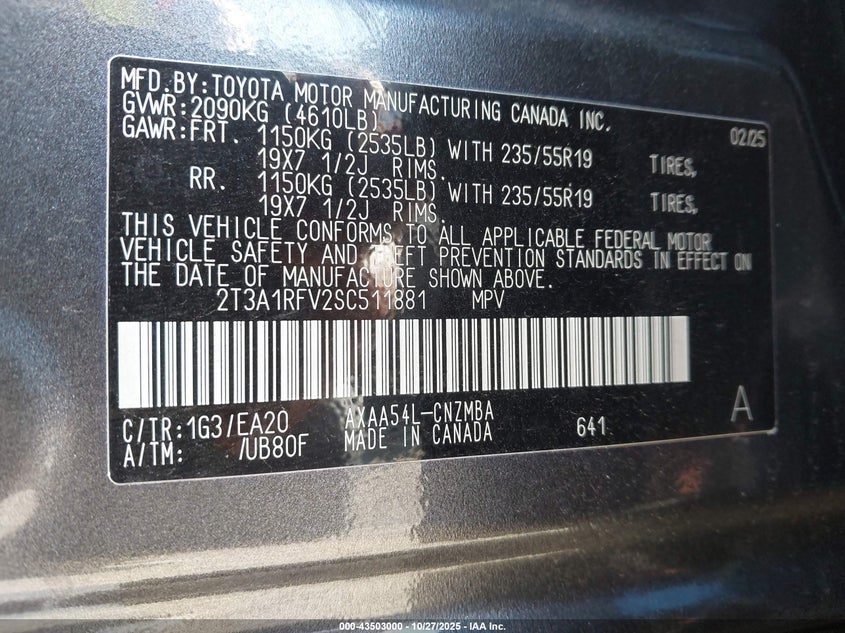 MFD.BY:TOYOTA MOTOR MANUFACTURING CANADA INC.
GVWR:2090KG (4610LB) 02/25
GAWR:FRT. 1150KG (2535LB) WITH 235/55R19 TIRES,
19X7 1/2J RIMS.
RR. 1150KG (2535LB) WITH 235/55R19 TIRES,
19X7 1/2J RIMS.
THIS VEHICLE CONFORMS TO ALL APPLICABLE FEDERAL MOTOR
VEHICLE SAFETY AND THEFT PREVENTION STANDARDS IN EFFECT ON
THE DATE OF MANUFACTURE SHOWN ABOVE.
2T3A1RFV2SC511881 MPV
A
C/TR:1G3/EA20 AXAA54L-CNZMBA
A/TM: /UB80F MADE IN CANADA 641
000-43503000 - 10/27/2025 - IAA Inc.